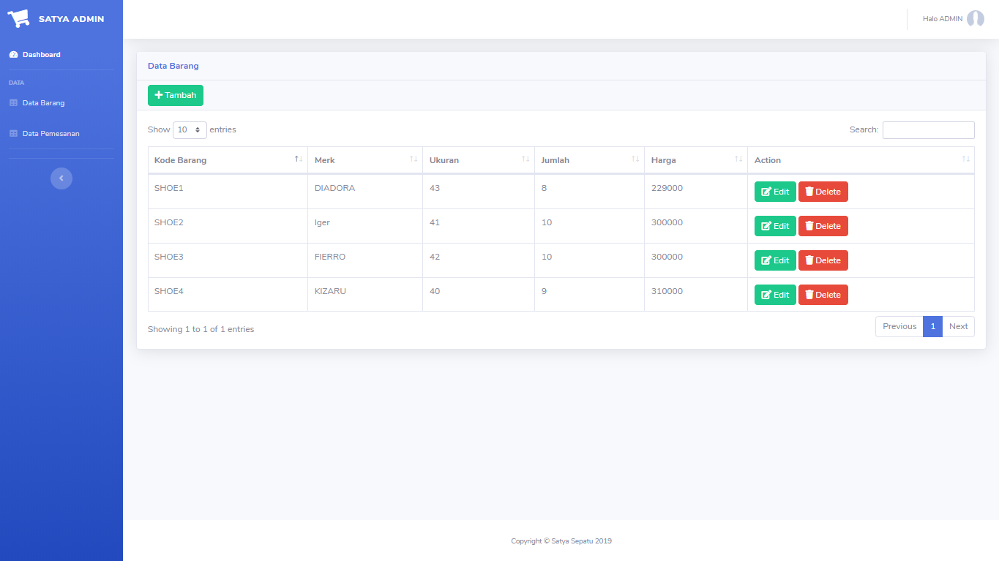 SATYA ADMIN
Halo ADMIN
Dashboard
DATA
Data Barang
Data Pemesanan
Data Barang
Tambah
Show 10 entries
Search:
Kode Barang Merk Ukuran Jumlah Harga Action
SHOE1 DIADORA 43 8 229000 Edit Delete
SHOE2 Iger 41 10 300000 Edit Delete
SHOE3 FIERRO 42 10 300000 Edit Delete
SHOE4 KIZARU 40 9 310000 Edit Delete
Showing 1 to 1 of 1 entries
Previous 1 Next
Copyright © Satya Sepatu 2019